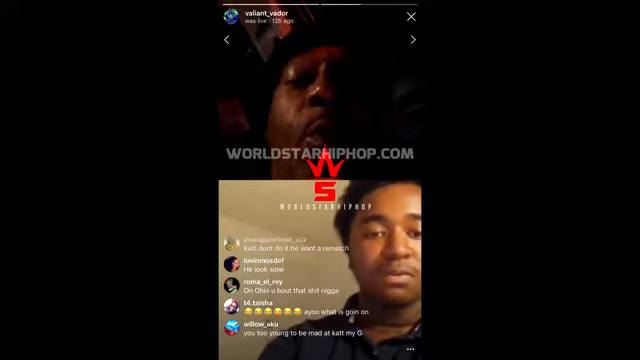 valiant_vador
was live · 12h ago
WORLDSTARHIPHOP.COM
WORLDSTARHIPHOP
Katt dont do it he want a rematch
lovinmosdef
He look slow
roma_el_rey
On Ohio u bout that shit nigga
t4.taisha
😂😂😂😂😂😂 ayoo what is goin on
willow_aku
you too young to be mad at katt my G